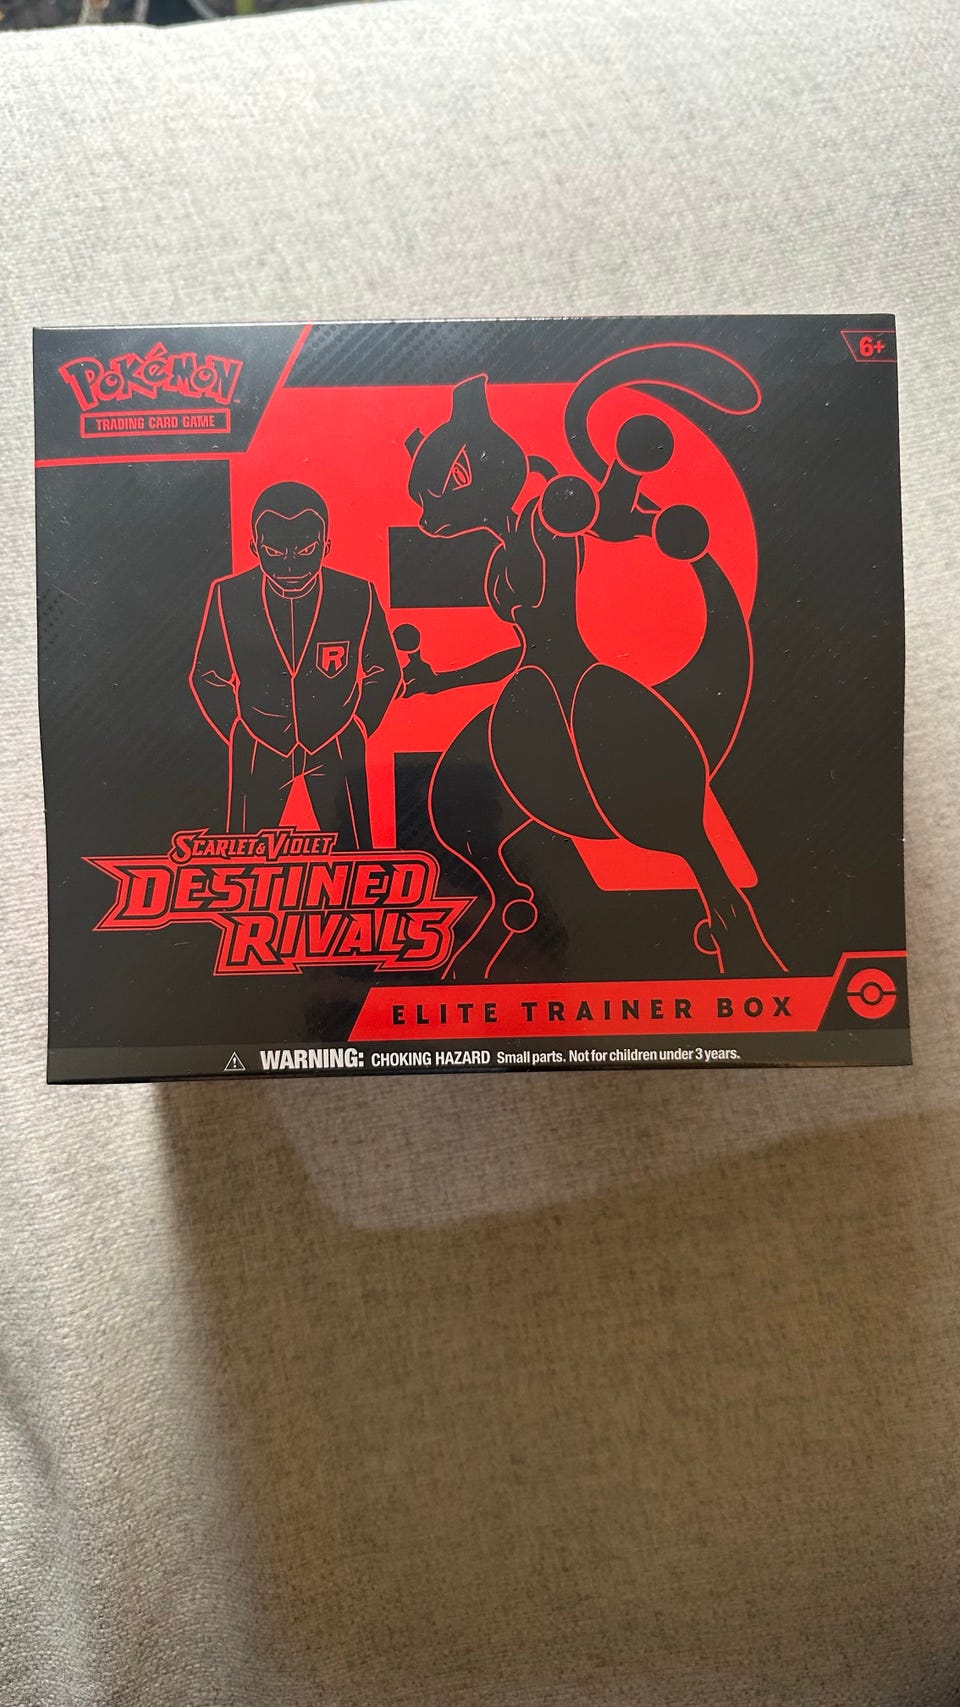 POKéMON
TRADING CARD GAME
6+
R
SCARLET & VIOLET
DESTINED
RIVALS
ELITE TRAINER BOX
WARNING: CHOKING HAZARD Small parts. Not for children under 3 years.